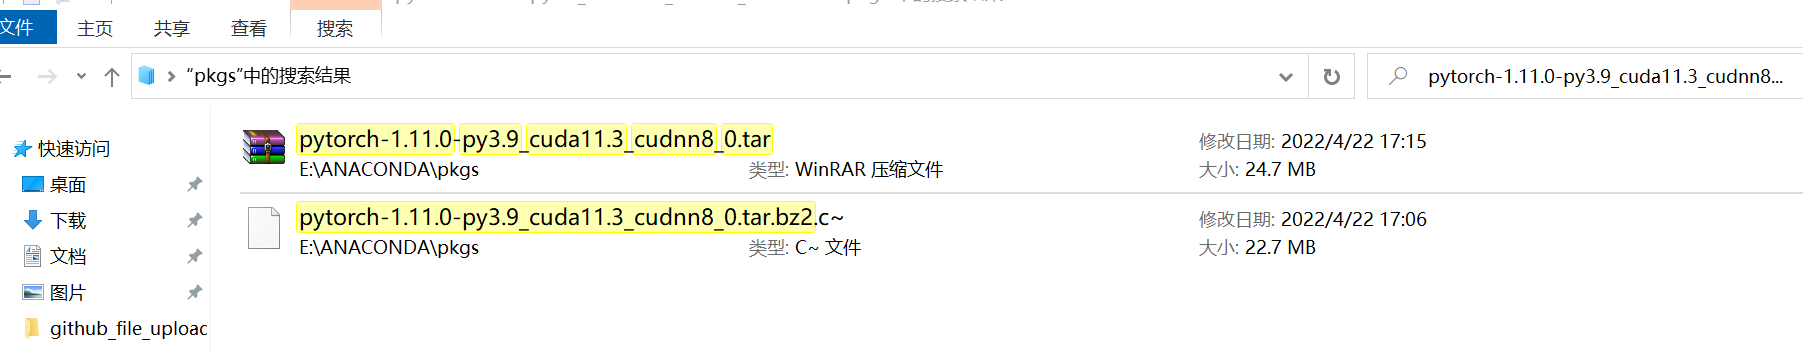 文件 主页 共享 查看 搜索
“pkgs”中的搜索结果
pytorch-1.11.0-py3.9_cuda11.3_cudnn8...
快速访问
桌面
下载
文档
图片
github_file_uploac
pytorch-1.11.0-py3.9_cuda11.3_cudnn8_0.tar
E:\ANACONDA\pkgs
类型: WinRAR 压缩文件
修改日期: 2022/4/22 17:15
大小: 24.7 MB
pytorch-1.11.0-py3.9_cuda11.3_cudnn8_0.tar.bz2.c~
E:\ANACONDA\pkgs
类型: C~ 文件
修改日期: 2022/4/22 17:06
大小: 22.7 MB